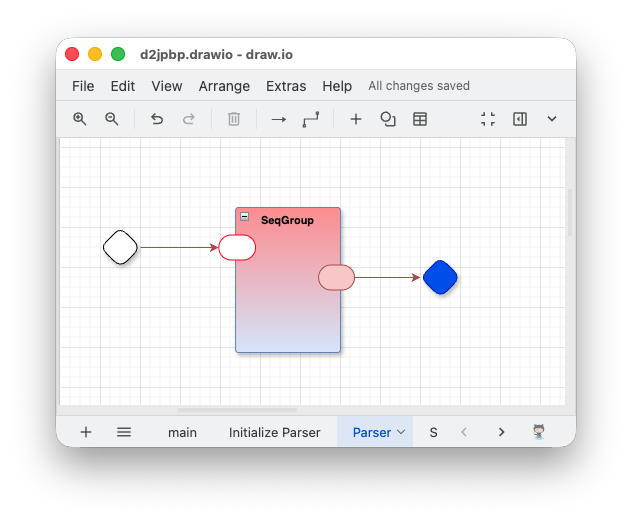 d2jpbp.drawio - draw.io
File Edit View Arrange Extras Help All changes saved
SeqGroup
main Initialize Parser Parser S